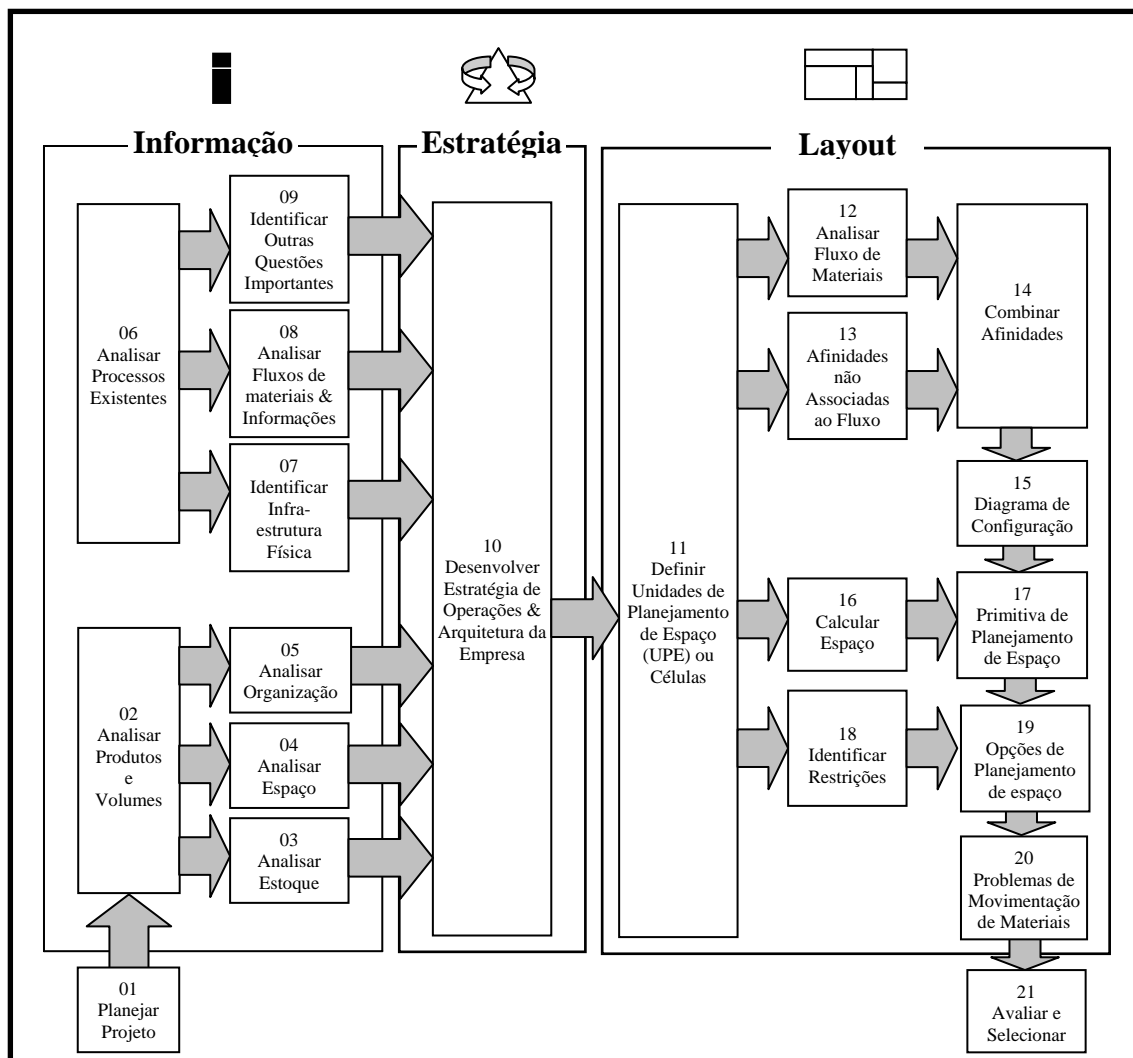 Informação
Estratégia
Layout
09
Identificar
Outras
Questões
Importantes
06
Analisar
Processos
Existentes
08
Analisar
Fluxos de
materiais &
Informações
07
Identificar
Infra-
estrutura
Física
02
Analisar
Produtos
e
Volumes
05
Analisar
Organização
04
Analisar
Espaço
03
Analisar
Estoque
01
Planejar
Projeto
10
Desenvolver
Estratégia de
Operações &
Arquitetura da
Empresa
11
Definir
Unidades de
Planejamento
de Espaço
(UPE) ou
Células
12
Analisar
Fluxo de
Materiais
13
Afinidades
não
Associadas
ao Fluxo
14
Combinar
Afinidades
15
Diagrama de
Configuração
16
Calcular
Espaço
17
Primitiva de
Planejamento
de Espaço
18
Identificar
Restrições
19
Opções de
Planejamento
de espaço
20
Problemas de
Movimentação
de Materiais
21
Avaliar e
Selecionar